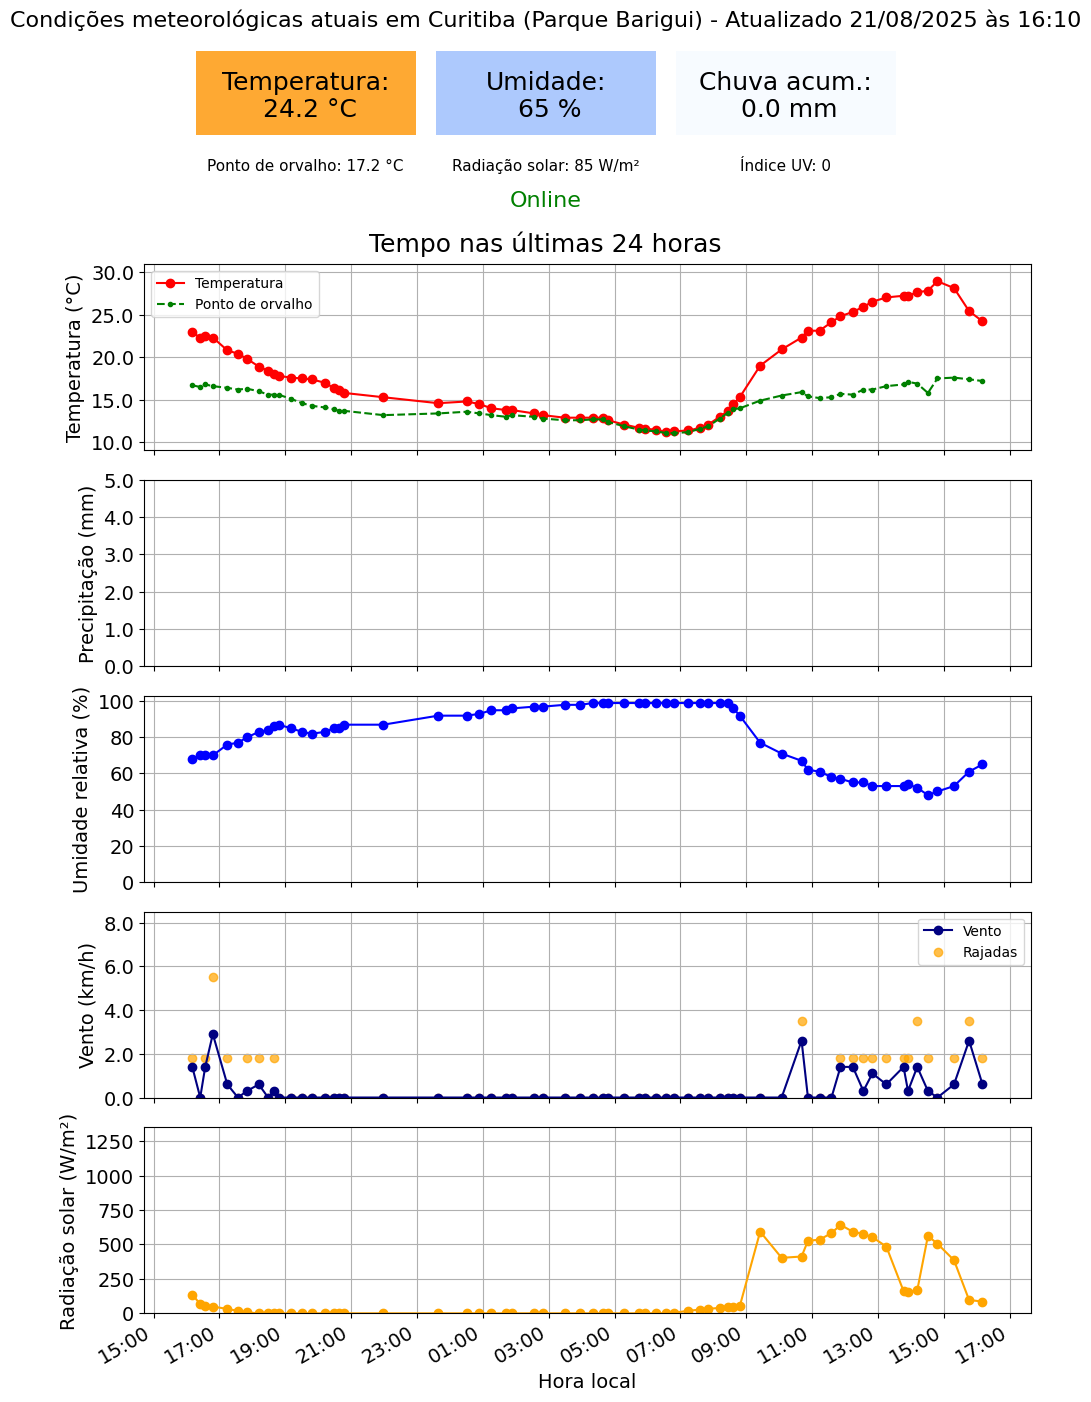 Condições meteorológicas atuais em Curitiba (Parque Barigui) - Atualizado 21/08/2025 às 16:10
Temperatura:
24.2 °C
Umidade:
65 %
Chuva acum.:
0.0 mm
Ponto de orvalho: 17.2 °C
Radiação solar: 85 W/m²
Índice UV: 0
Online
Tempo nas últimas 24 horas
Temperatura (°C)
30.0
25.0
20.0
15.0
10.0
Temperatura
Ponto de orvalho
Precipitação (mm)
5.0
4.0
3.0
2.0
1.0
0.0
Umidade relativa (%)
100
80
60
40
20
0
Vento (km/h)
8.0
6.0
4.0
2.0
0.0
Vento
Rajadas
Radiação solar (W/m²)
1250
1000
750
500
250
0
15:00 17:00 19:00 21:00 23:00 01:00 03:00 05:00 07:00 09:00 11:00 13:00 15:00 17:00
Hora local